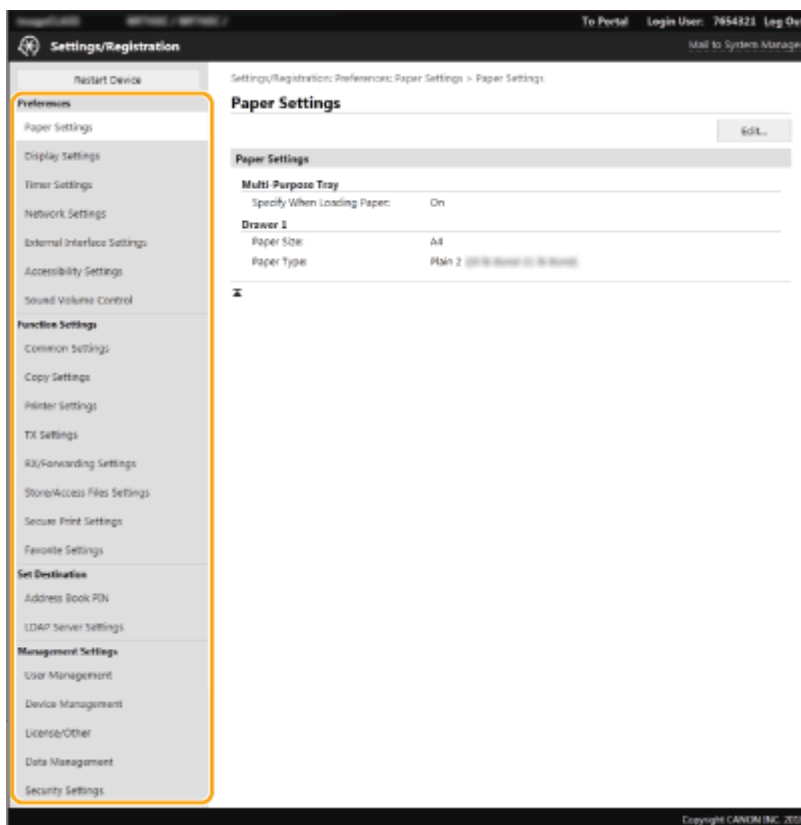 To Portal Login User: 7654321 Log Ou
Settings/Registration
Mail to System Manage
Restart Device
Settings/Registration: Preferences: Paper Settings > Paper Settings
Preferences
Paper Settings
Paper Settings
Edit...
Display Settings
Paper Settings
Timer Settings
Multi-Purpose Tray
Specify When Loading Paper: On
Network Settings
Drawer 1
External Interface Settings
Paper Size: A4
Paper Type: Plain 2
Accessibility Settings
Sound Volume Control
Function Settings
Common Settings
Copy Settings
Printer Settings
TX Settings
RX/Forwarding Settings
Store/Access Files Settings
Secure Print Settings
Favorite Settings
Set Destination
Address Book PIN
LDAP Server Settings
Management Settings
User Management
Device Management
License/Other
Data Management
Security Settings
Copyright CANON INC.